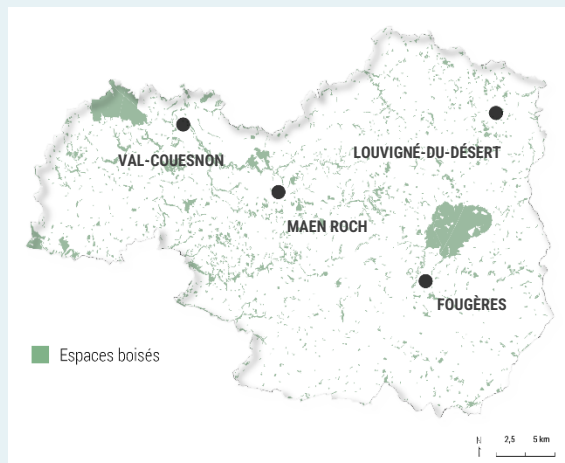 VAL-COUESNON
LOUVIGNÉ-DU-DÉSERT
MAEN ROCH
FOUGÈRES
Espaces boisés
N
2,5 5 km